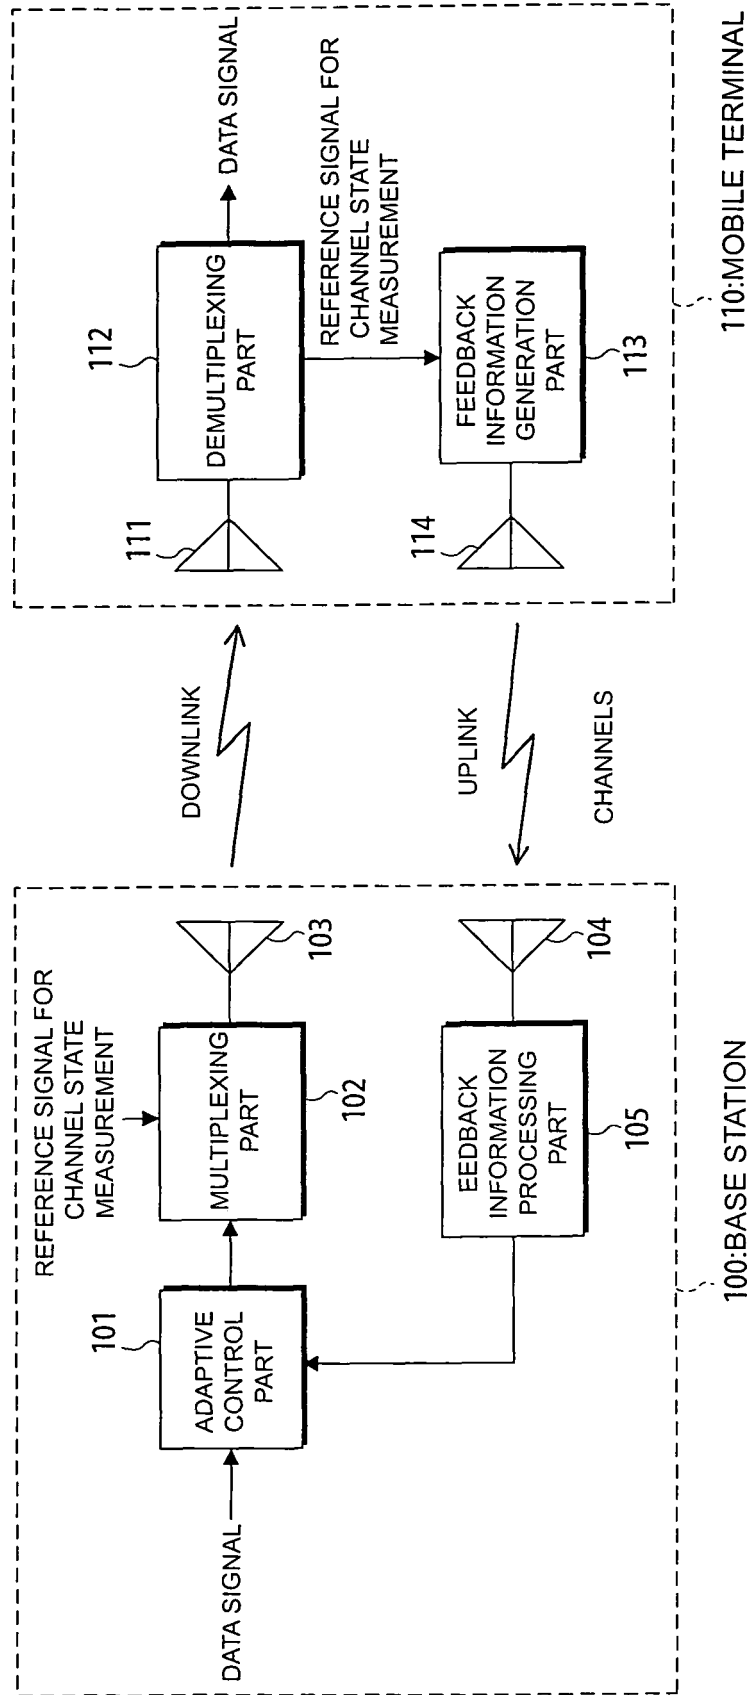 REFERENCE SIGNAL FOR
CHANNEL STATE
MEASUREMENT
DATA SIGNAL
101
ADAPTIVE
CONTROL
PART
MULTIPLEXING
PART
102
103
EEDBACK
INFORMATION
PROCESSING
PART
105
104
100:BASE STATION
DOWNLINK
UPLINK
CHANNELS
111
112
DEMULTIPLEXING
PART
DATA SIGNAL
REFERENCE SIGNAL FOR
CHANNEL STATE
MEASUREMENT
114
FEEDBACK
INFORMATION
GENERATION
PART
113
110:MOBILE TERMINAL